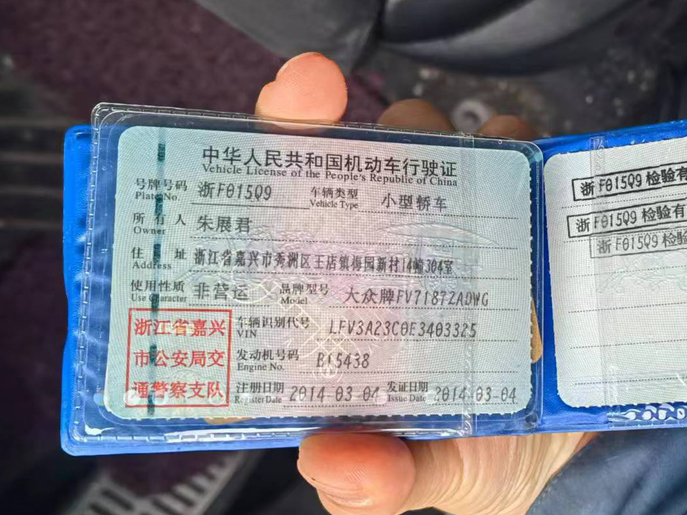 中华人民共和国机动车行驶证
Vehicle License of the People's Republic of China
号牌号码 浙F015Q9 车辆类型 小型轿车
Plate No. Vehicle Type
所有人 朱展君
Owner
住址 浙江省嘉兴市秀洲区王店镇梅园新村14幢304室
Address
使用性质 非营运 品牌型号 大众牌FV7187ZADWG
Use Character Model
浙江省嘉兴
市公安局交
通警察支队
车辆识别代号 LFV3A23C0E3403325
VIN
发动机号码 B15438
Engine No.
注册日期 2014-03-04 发证日期 2014-03-04
Register Date Issue Date
浙F015Q9 检验有
浙F015Q9 检验有
浙F015Q9 检验有